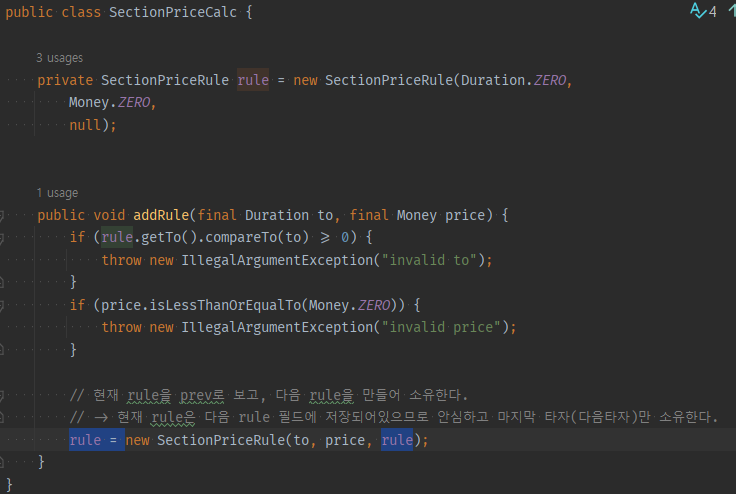 public class SectionPriceCalc {
4
3 usages
private SectionPriceRule rule = new SectionPriceRule(Duration.ZERO,
Money.ZERO,
null);
1 usage
public void addRule(final Duration to, final Money price) {
if (rule.getTo().compareTo(to) ≥ 0) {
throw new IllegalArgumentException("invalid to");
}
if (price.isLessThanOrEqualTo(Money.ZERO)) {
throw new IllegalArgumentException("invalid price");
}
// 현재 rule을 prev로 보고, 다음 rule을 만들어 소유한다.
// → 현재 rule은 다음 rule 필드에 저장되어있으므로 안심하고 마지막 타자(다음타자)만 소유한다.
rule = new SectionPriceRule(to, price, rule);
}
}